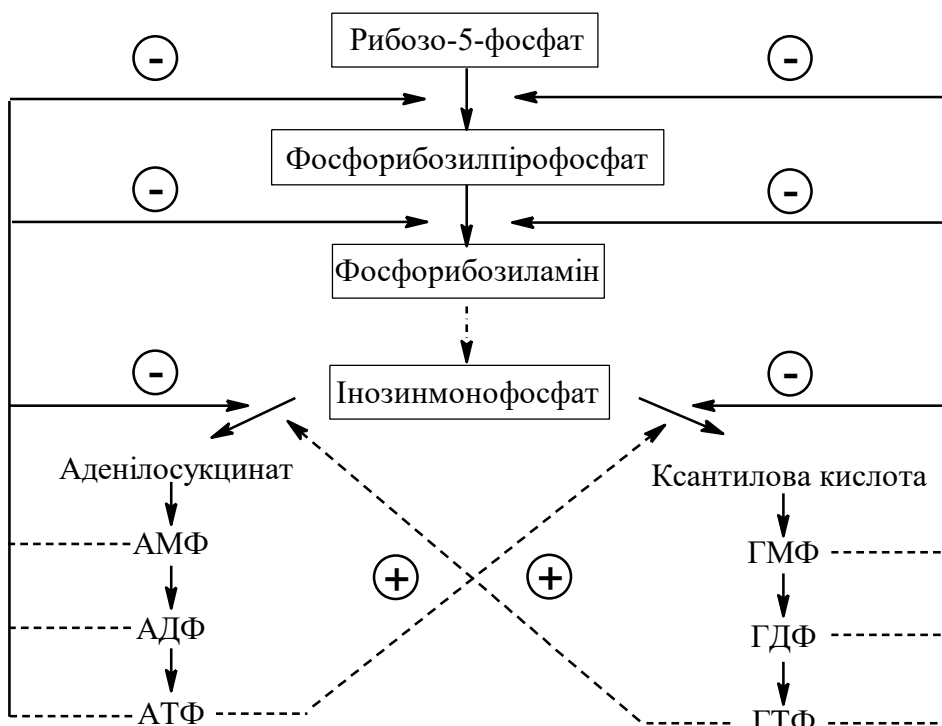 Рибозо-5-фосфат
-
-
Фосфорибозилпірофосфат
-
-
Фосфорибозиламін
-
-
Інозинмонофосфат
Аденілосукцинат
Ксантилова кислота
АМФ
ГМФ
+
+
АДФ
ГДФ
АТФ
ГТФ